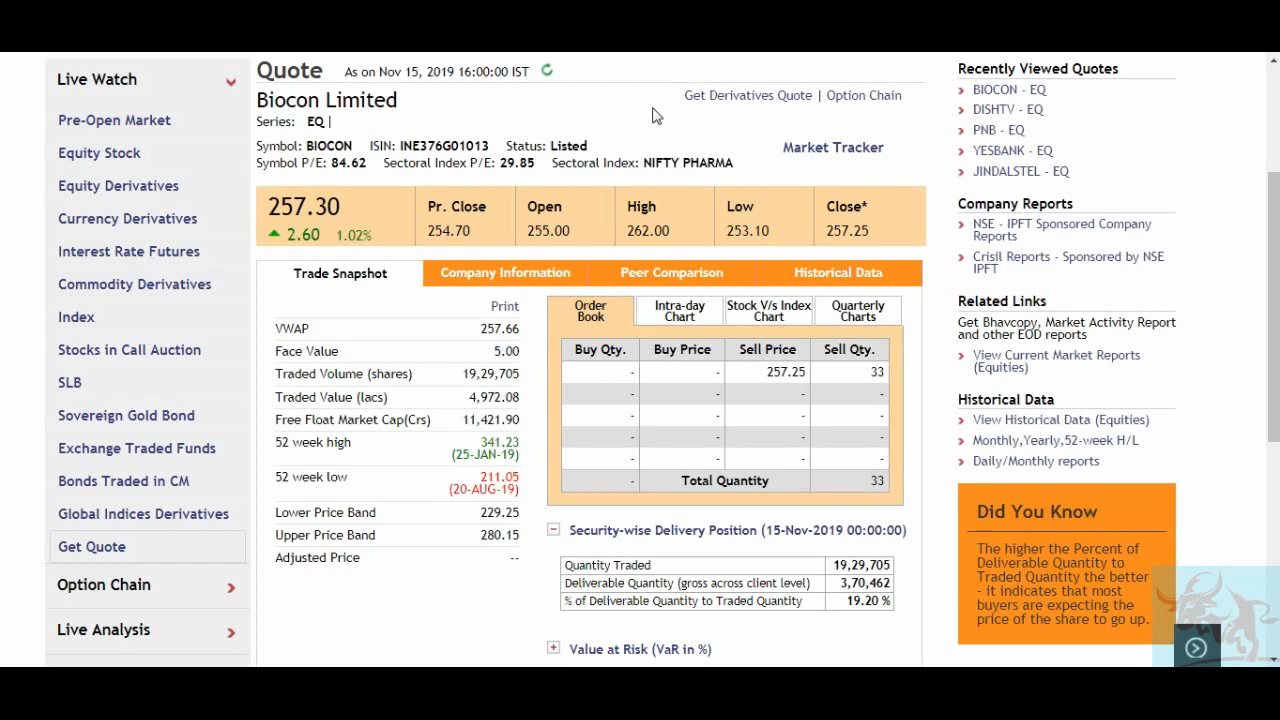 Live Watch
Pre-Open Market
Equity Stock
Equity Derivatives
Currency Derivatives
Interest Rate Futures
Commodity Derivatives
Index
Stocks in Call Auction
SLB
Sovereign Gold Bond
Exchange Traded Funds
Bonds Traded in CM
Global Indices Derivatives
Get Quote
Option Chain
Live Analysis
Quote As on Nov 15, 2019 16:00:00 IST
Biocon Limited
Get Derivatives Quote | Option Chain
Series: EQ |
Symbol: BIOCON ISIN: INE376G01013 Status: Listed
Market Tracker
Symbol P/E: 84.62 Sectoral Index P/E: 29.85 Sectoral Index: NIFTY PHARMA
257.30 Pr. Close Open High Low Close*
2.60 1.02% 254.70 255.00 262.00 253.10 257.25
Trade Snapshot Company Information Peer Comparison Historical Data
Print
VWAP 257.66
Face Value 5.00
Traded Volume (shares) 19,29,705
Traded Value (lacs) 4,972.08
Free Float Market Cap(Crs) 11,421.90
52 week high 341.23
(25-JAN-19)
52 week low 211.05
(20-AUG-19)
Lower Price Band 229.25
Upper Price Band 280.15
Adjusted Price --
Order Intra-day Stock V/s Index Quarterly
Book Chart Chart Charts
Buy Qty. Buy Price Sell Price Sell Qty.
- - 257.25 33
- - - -
- - - -
- - - -
- - - -
- Total Quantity 33
Security-wise Delivery Position (15-Nov-2019 00:00:00)
Quantity Traded 19,29,705
Deliverable Quantity (gross across client level) 3,70,462
% of Deliverable Quantity to Traded Quantity 19.20 %
Value at Risk (VaR in %)
Recently Viewed Quotes
BIOCON - EQ
DISHTV - EQ
PNB - EQ
YESBANK - EQ
JINDALSTEL - EQ
Company Reports
NSE - IPFT Sponsored Company
Reports
Crisil Reports - Sponsored by NSE
IPFT
Related Links
Get Bhavcopy, Market Activity Report
and other EOD reports
View Current Market Reports
(Equities)
Historical Data
View Historical Data (Equities)
Monthly,Yearly,52-week H/L
Daily/Monthly reports
Did You Know
The higher the Percent of
Deliverable Quantity to
Traded Quantity the better
- it indicates that most
buyers are expecting the
price of the share to go up.